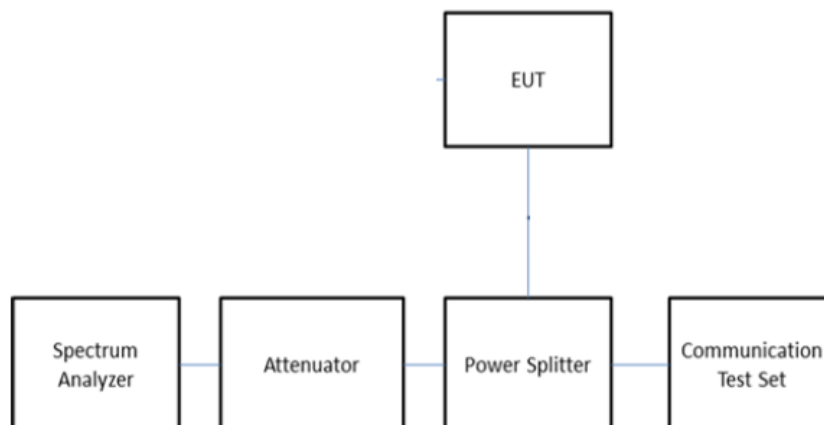 EUT
Spectrum
Analyzer
Attenuator
Power Splitter
Communication
Test Set